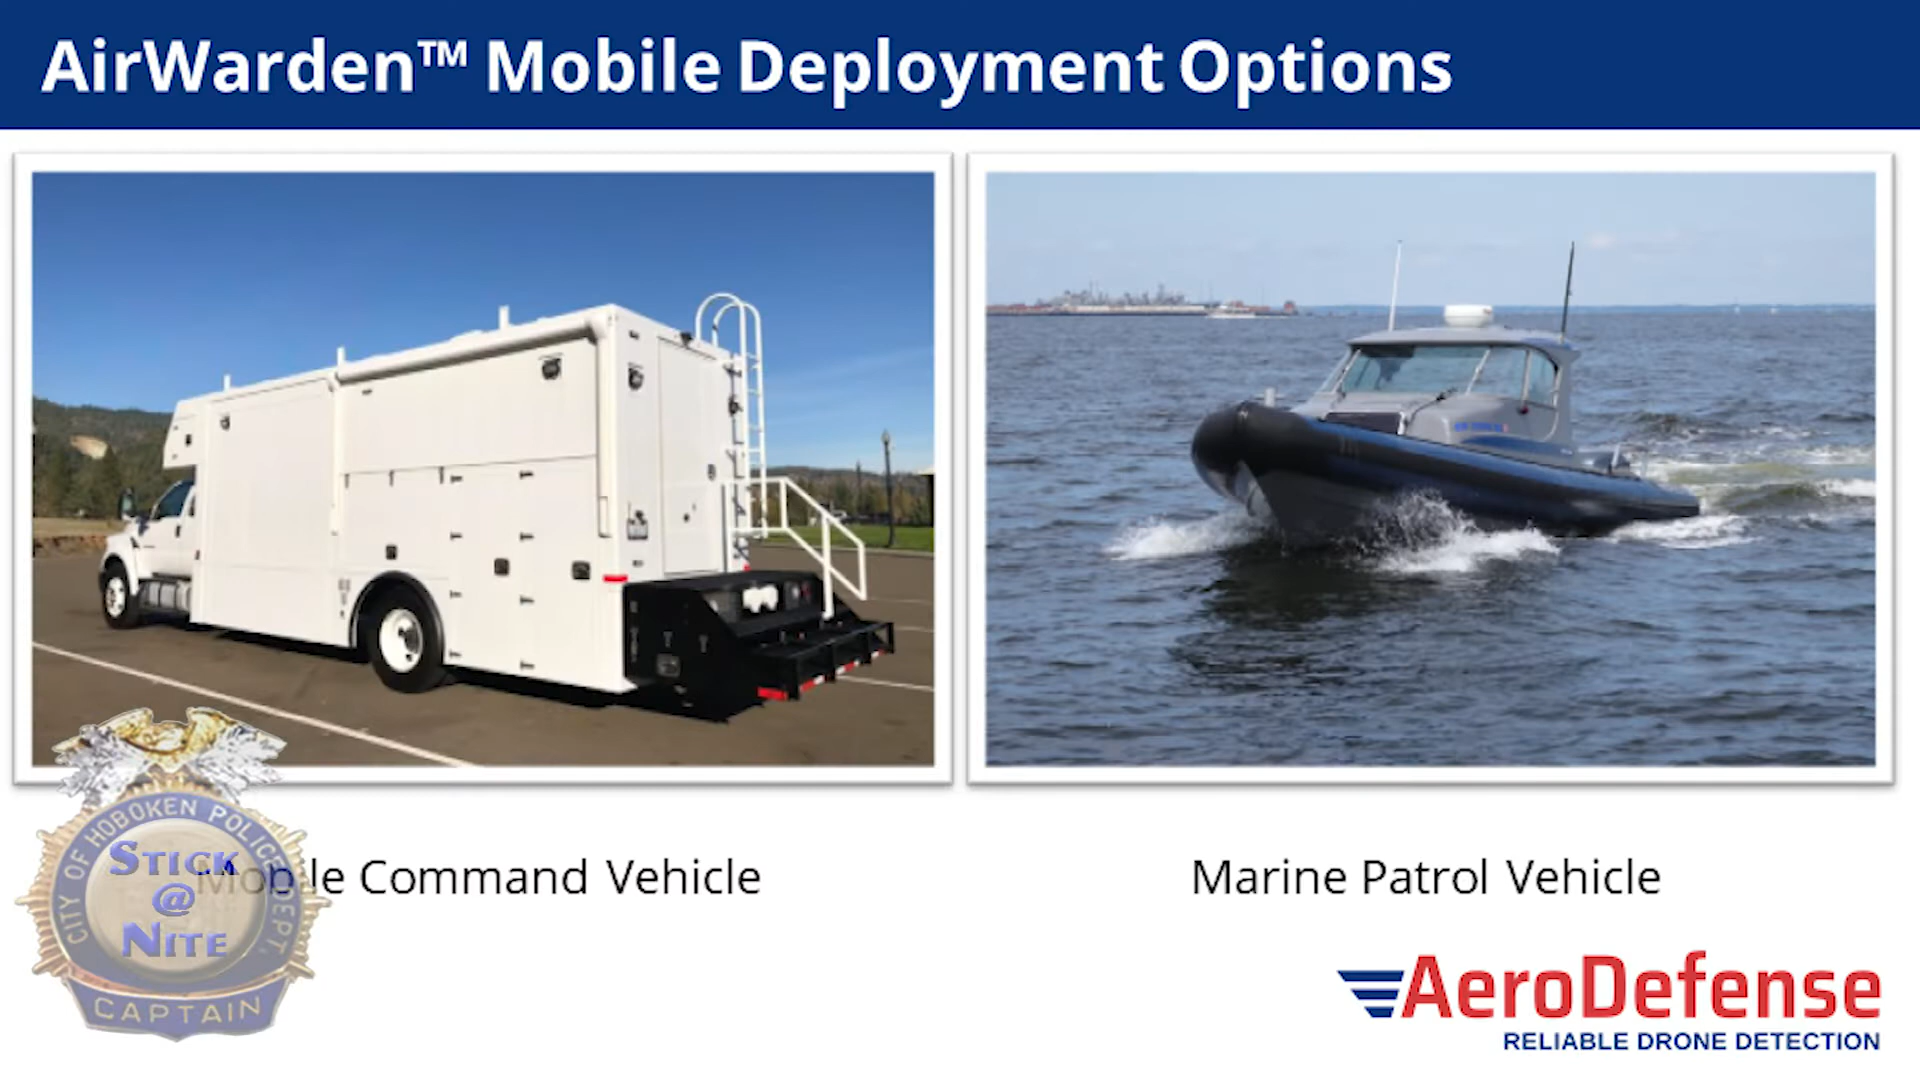 AirWarden™ Mobile Deployment Options
CITY OF HOBOKEN POLICE DEPT.
STICK
@
NITE
CAPTAIN
Mobile Command Vehicle
Marine Patrol Vehicle
AeroDefense
RELIABLE DRONE DETECTION